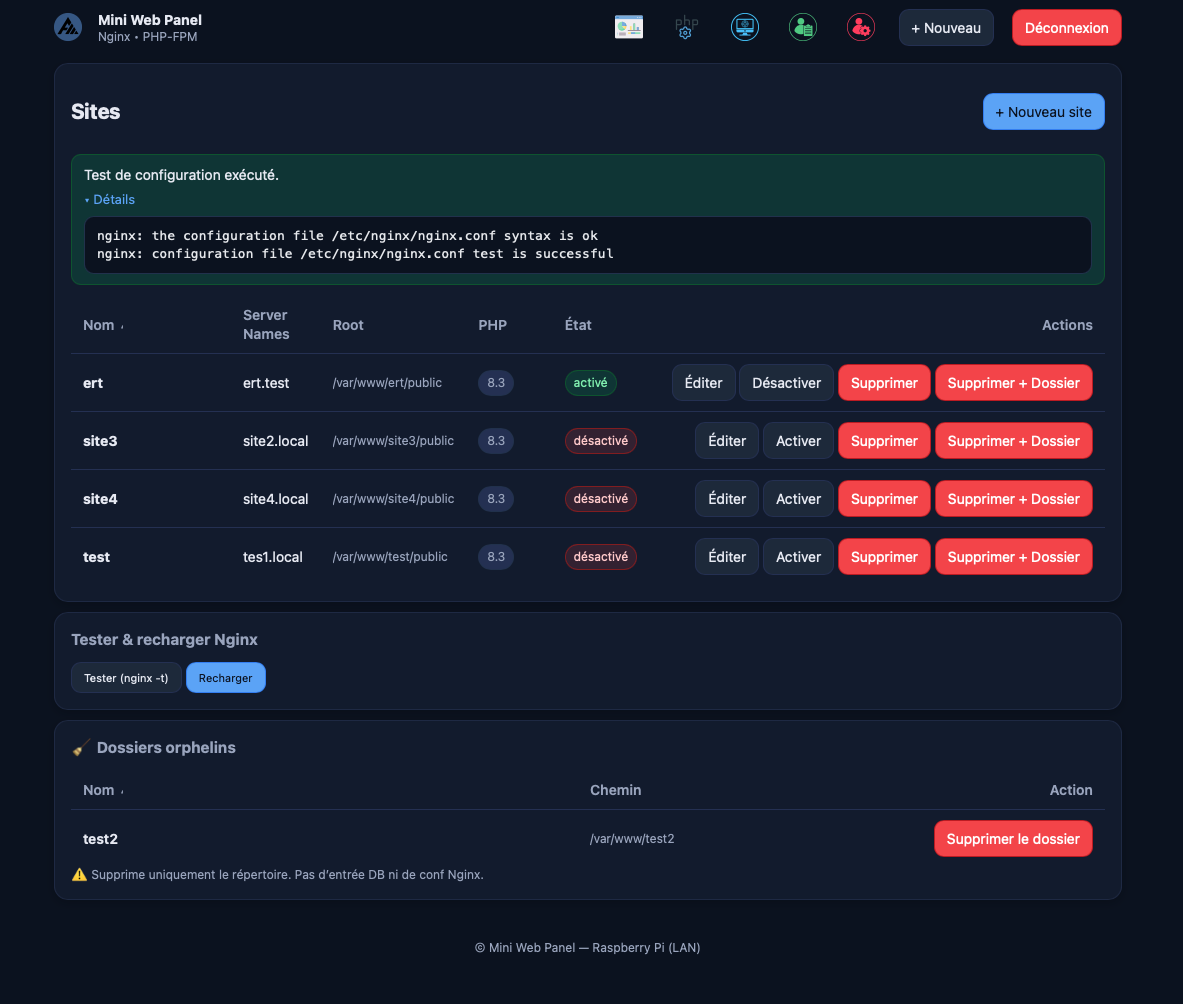 Mini Web Panel
Nginx • PHP-FPM
php
+ Nouveau
Déconnexion
Sites
+ Nouveau site
Test de configuration exécuté.
▾ Détails
nginx: the configuration file /etc/nginx/nginx.conf syntax is ok
nginx: configuration file /etc/nginx/nginx.conf test is successful
Nom
Server Names
Root
PHP
État
Actions
ert ert.test /var/www/ert/public 8.3 activé Éditer Désactiver Supprimer Supprimer + Dossier
site3 site2.local /var/www/site3/public 8.3 désactivé Éditer Activer Supprimer Supprimer + Dossier
site4 site4.local /var/www/site4/public 8.3 désactivé Éditer Activer Supprimer Supprimer + Dossier
test tes1.local /var/www/test/public 8.3 désactivé Éditer Activer Supprimer Supprimer + Dossier
Tester & recharger Nginx
Tester (nginx -t) Recharger
Dossiers orphelins
Nom Chemin Action
test2 /var/www/test2 Supprimer le dossier
⚠️ Supprime uniquement le répertoire. Pas d'entrée DB ni de conf Nginx.
© Mini Web Panel — Raspberry Pi (LAN)